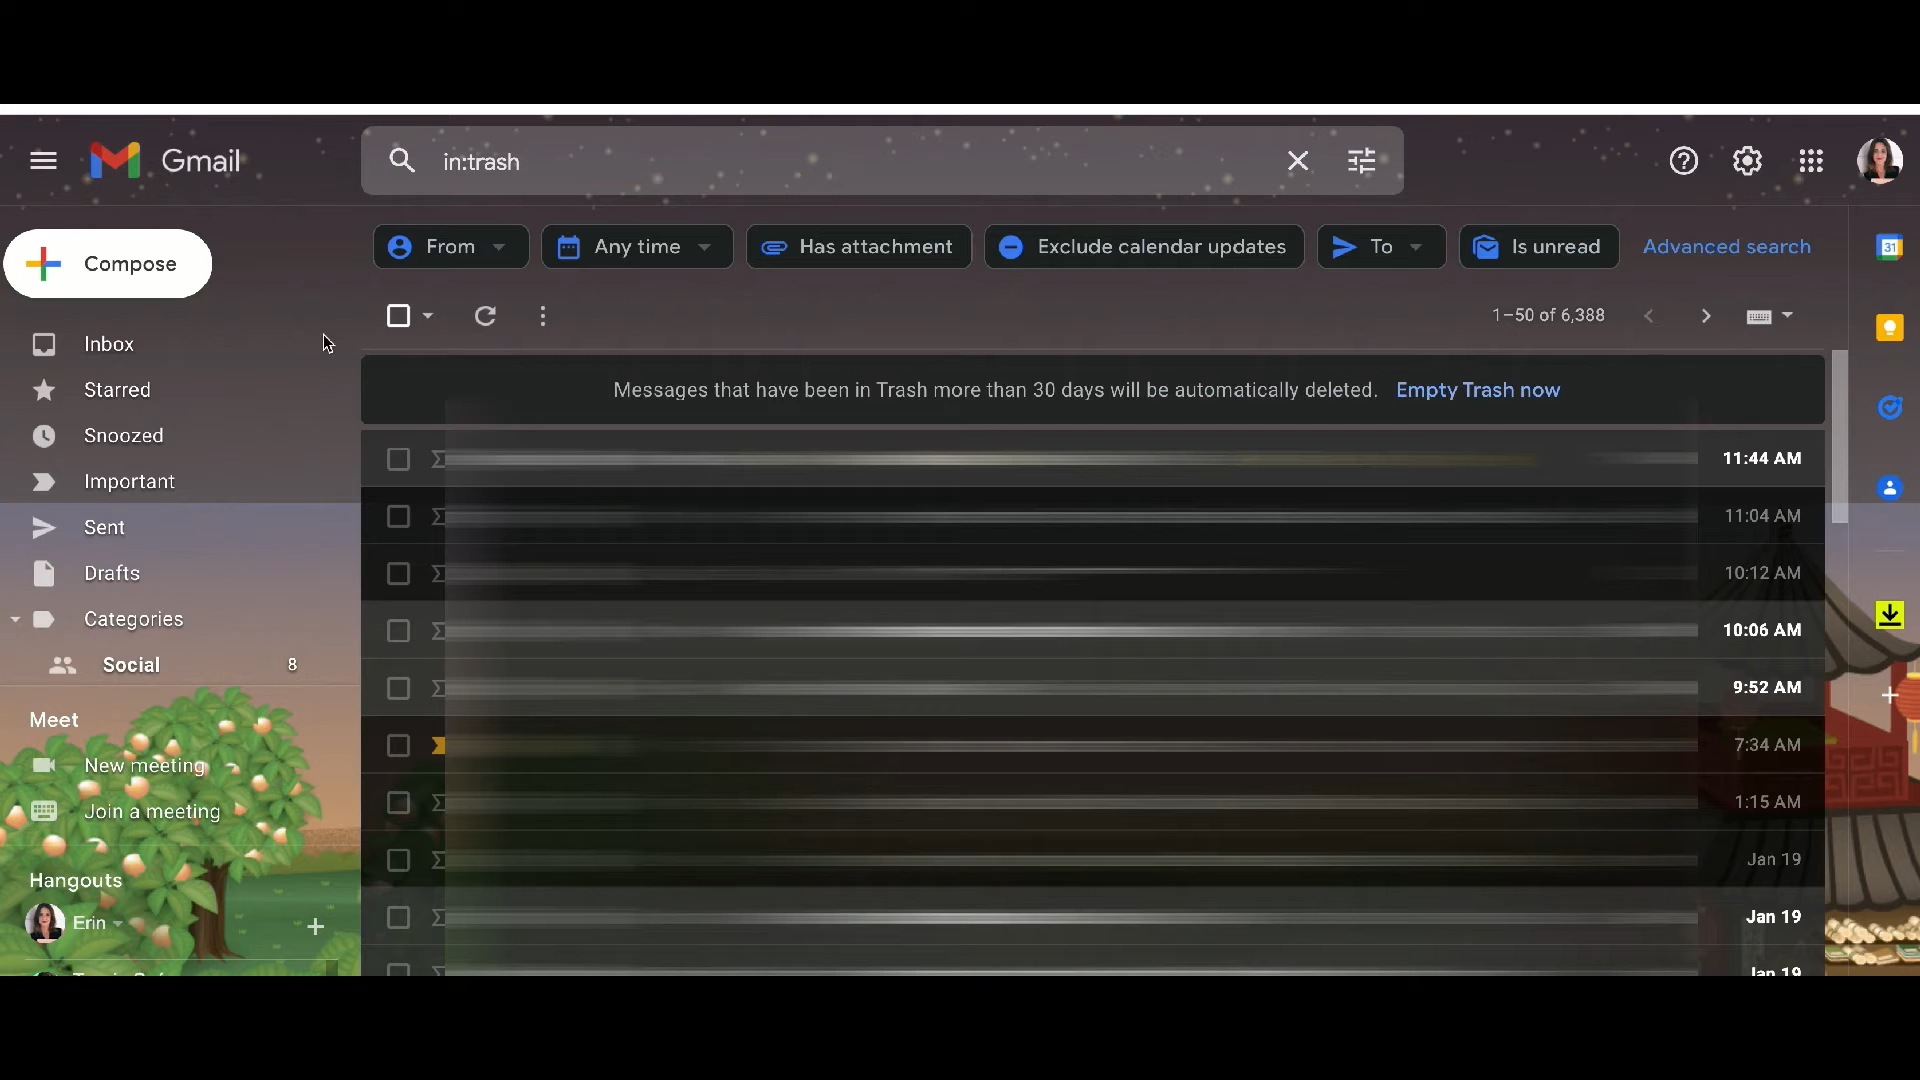 Gmail
in:trash
Compose
From
Any time
Has attachment
Exclude calendar updates
To
Is unread
Advanced search
1–50 of 6,388
Inbox
Starred
Snoozed
Important
Sent
Drafts
Categories
Social 8
Meet
New meeting
Join a meeting
Hangouts
Erin
Messages that have been in Trash more than 30 days will be automatically deleted. Empty Trash now
11:44 AM
11:04 AM
10:12 AM
10:06 AM
9:52 AM
7:34 AM
1:15 AM
Jan 19
Jan 19
Jan 19
31